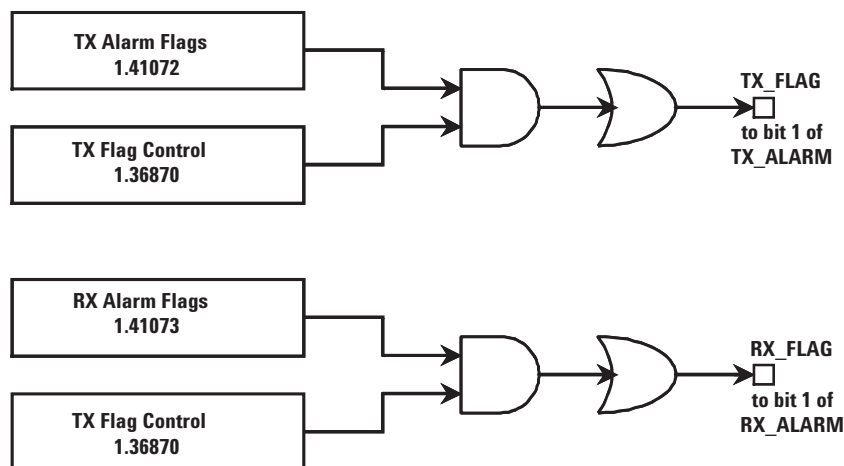 TX Alarm Flags
1.41072
TX Flag Control
1.36870
TX_FLAG
to bit 1 of
TX_ALARM
RX Alarm Flags
1.41073
TX Flag Control
1.36870
RX_FLAG
to bit 1 of
RX_ALARM